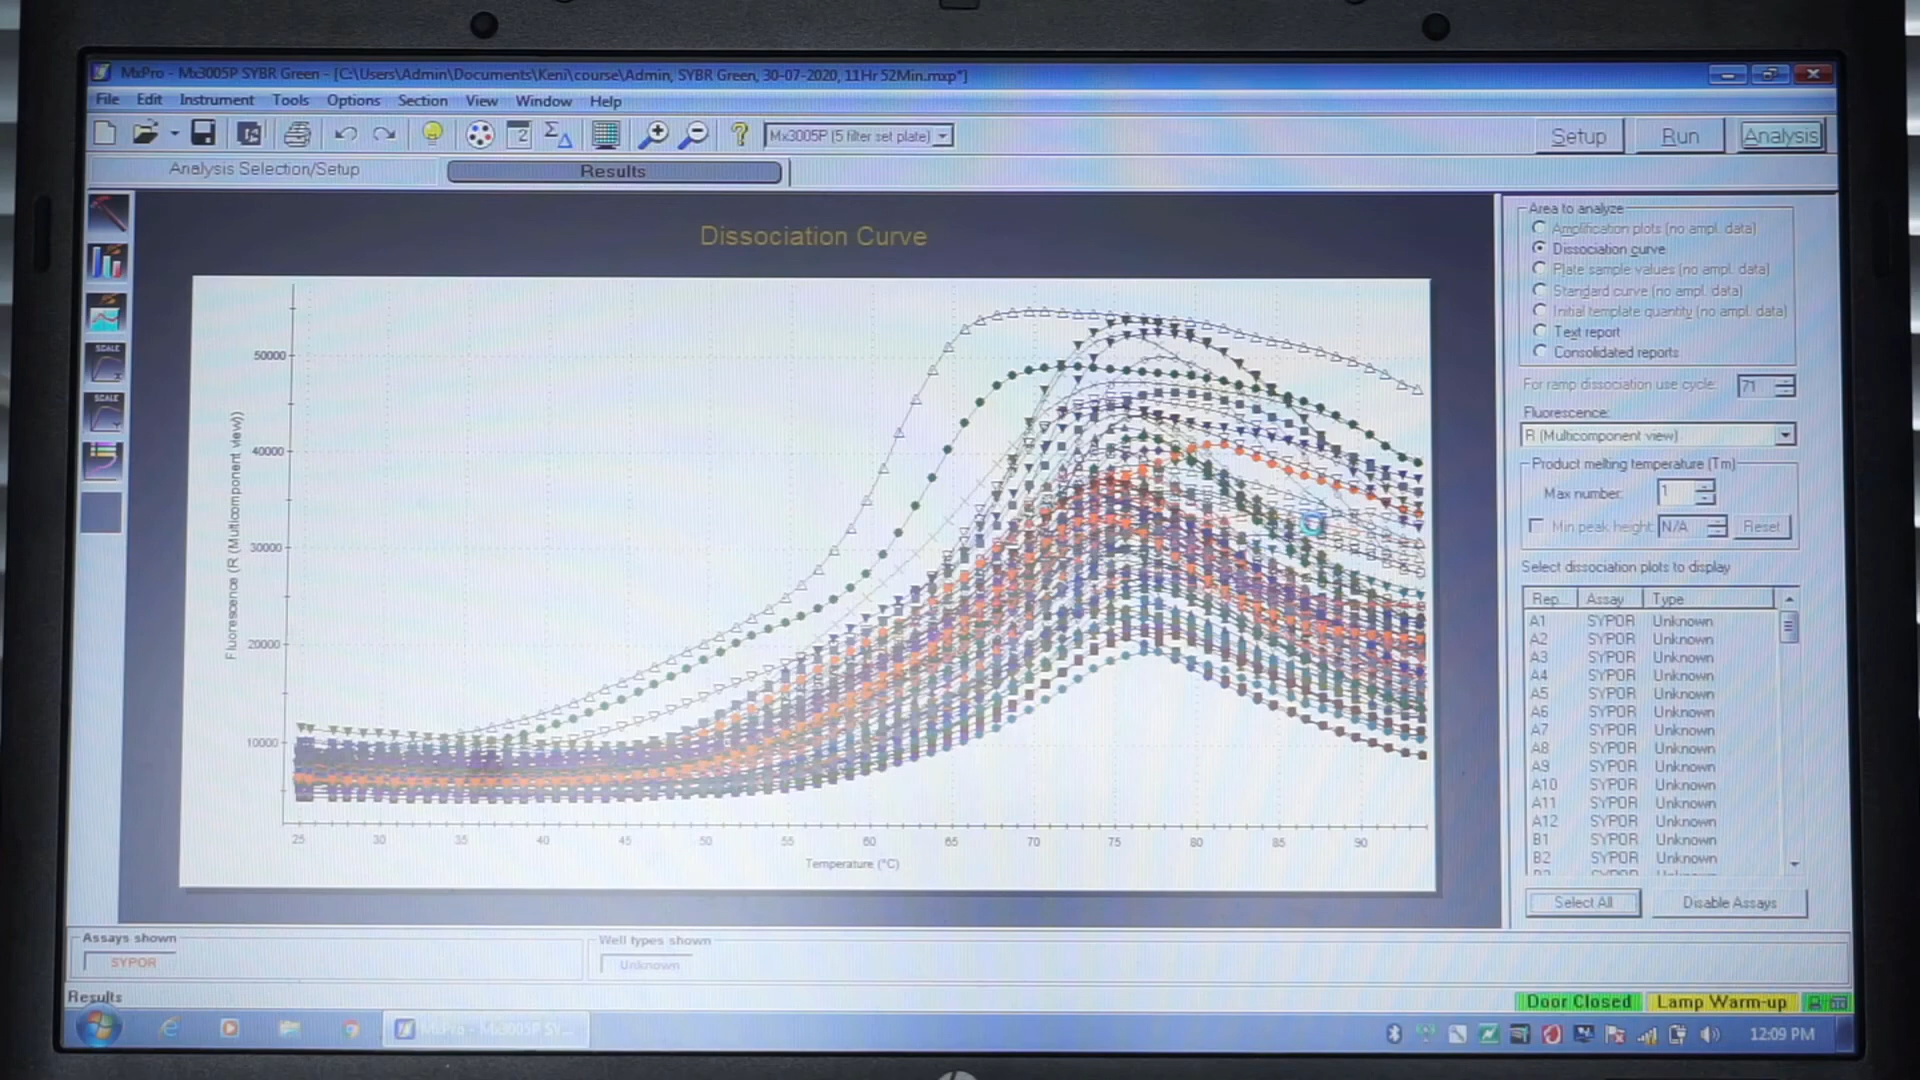 MxPro - Mx3005P SYBR Green - [C:\Users\Admin\Documents\Keni\course\Admin, SYBR Green, 30-07-2020, 11Hr 52Min.mxp*]
File Edit Instrument Tools Options Section View Window Help
2
Mx3005P (5 filter set plate)
Setup Run Analysis
Analysis Selection/Setup
Results
SCALE
SCALE
Dissociation Curve
Fluorescence (R (Multicomponent view))
50000
40000
30000
20000
10000
25 30 35 40 45 50 55 60 65 70 75 80 85 90
Temperature (°C)
Area to analyze
Amplification plots (no ampl. data)
Dissociation curve
Plate sample values (no ampl. data)
Standard curve (no ampl. data)
Initial template quantity (no ampl. data)
Text report
Consolidated reports
For ramp dissociation use cycle: 71
Fluorescence:
R (Multicomponent view)
Product melting temperature (Tm)
Max number: 1
Min peak height: N/A Reset
Select dissociation plots to display
Rep... Assay Type
A1 SYPOR Unknown
A2 SYPOR Unknown
A3 SYPOR Unknown
A4 SYPOR Unknown
A5 SYPOR Unknown
A6 SYPOR Unknown
A7 SYPOR Unknown
A8 SYPOR Unknown
A9 SYPOR Unknown
A10 SYPOR Unknown
A11 SYPOR Unknown
A12 SYPOR Unknown
B1 SYPOR Unknown
B2 SYPOR Unknown
Select All Disable Assays
Assays shown
SYPOR
Well types shown
Unknown
Results
Door Closed Lamp Warm-up
MxPro - Mx3005P SY...
12:09 PM